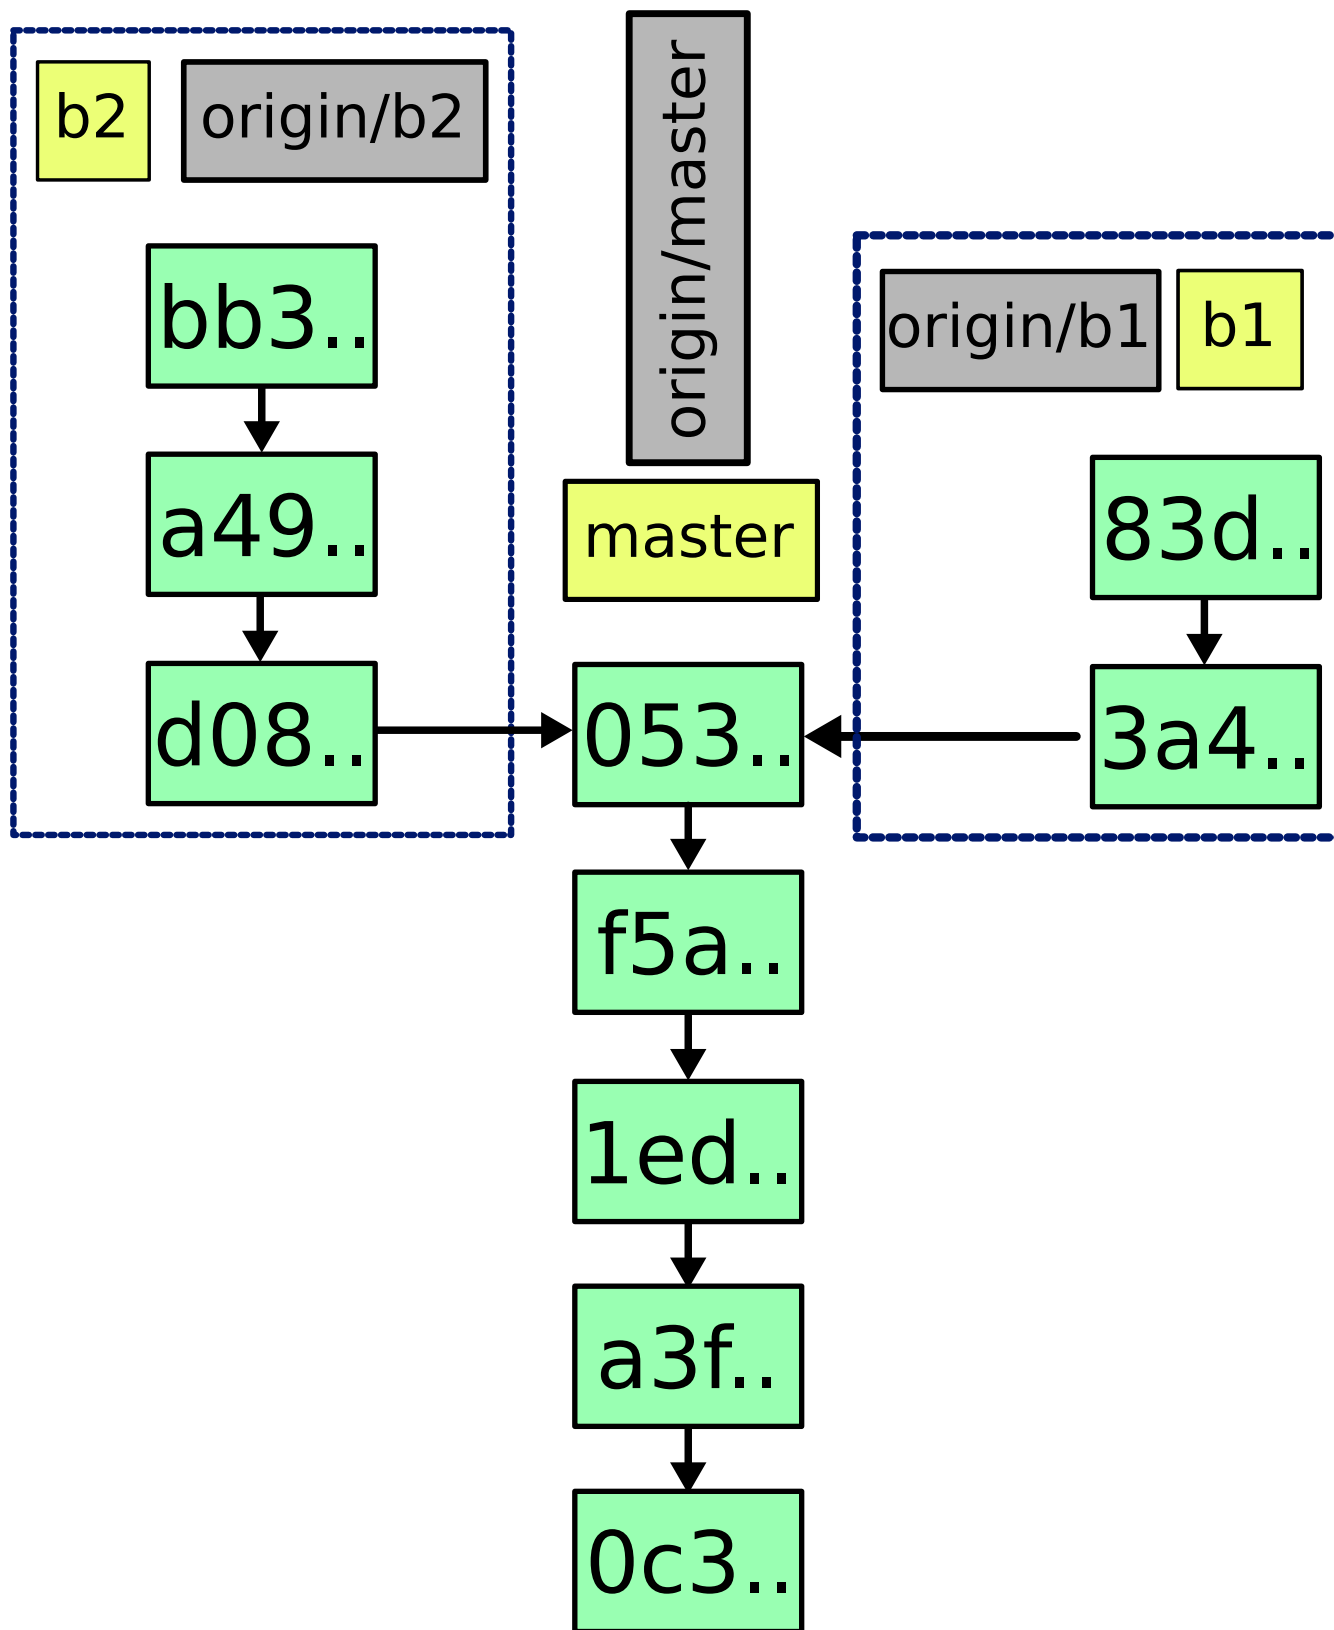 b2
origin/b2
bb3..
a49..
d08..
origin/master
master
053..
f5a..
1ed..
a3f..
0c3..
origin/b1
b1
83d..
3a4..